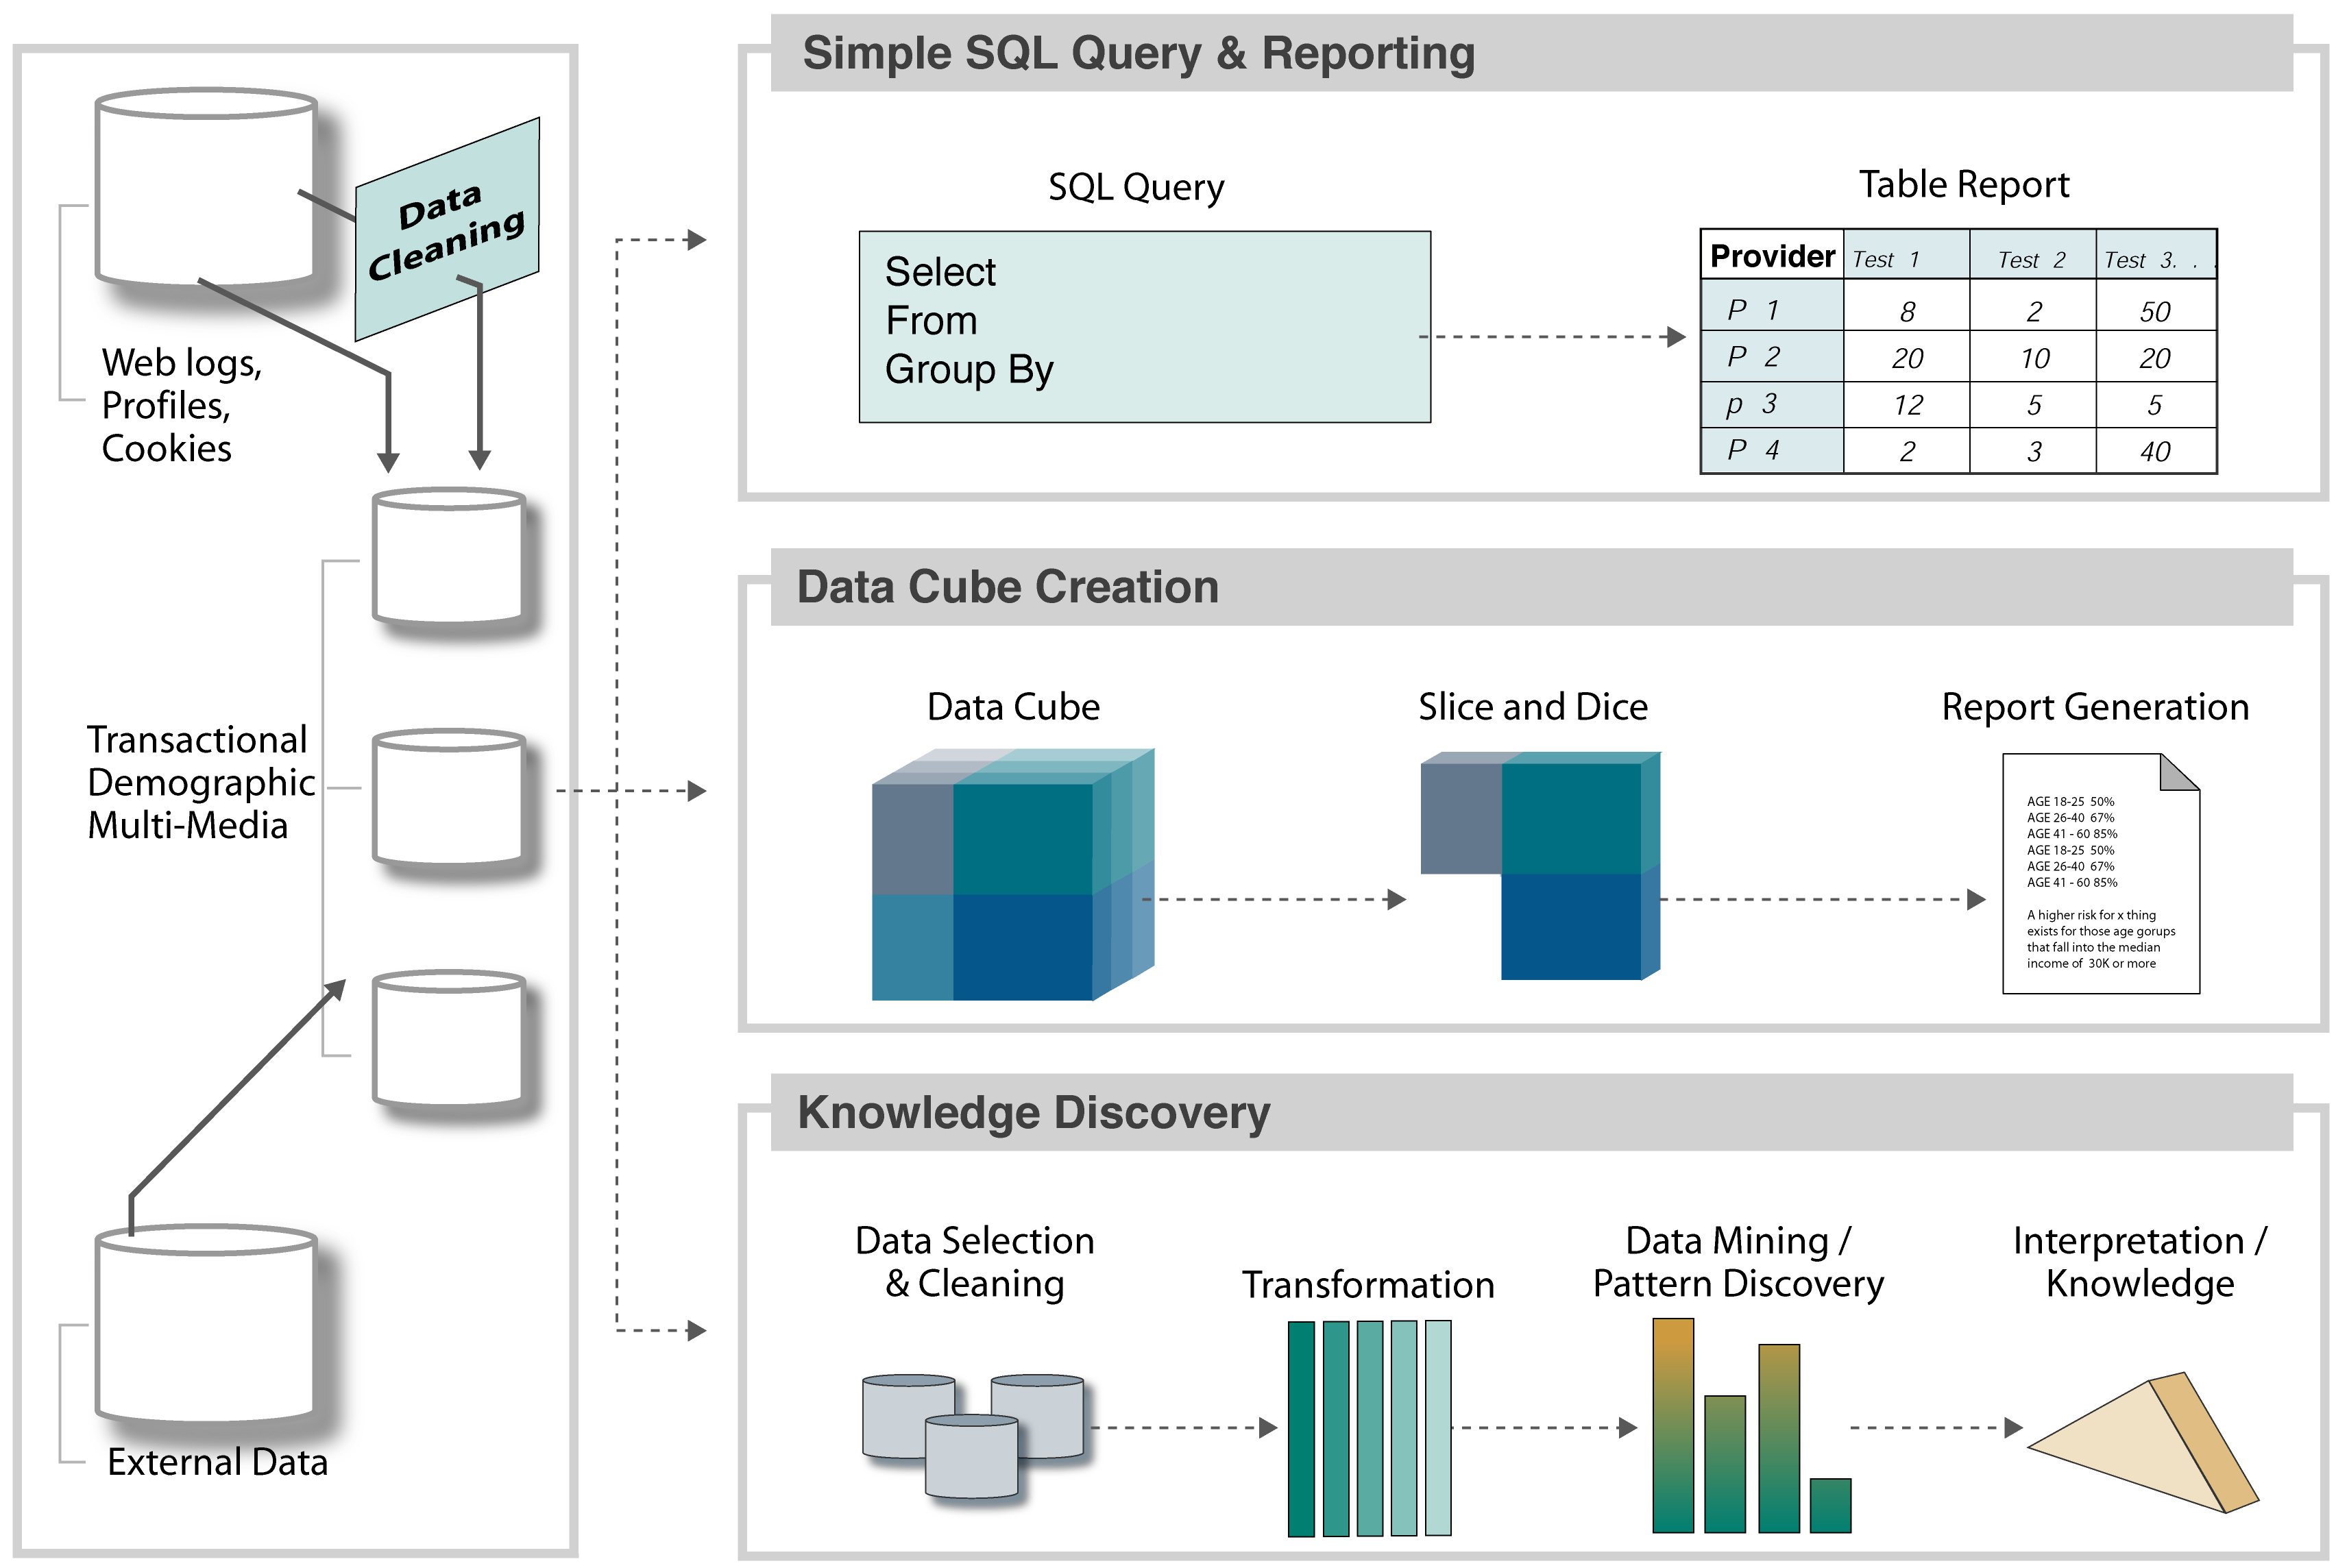 Data
Cleaning
Web logs,
Profiles,
Cookies
Transactional
Demographic
Multi-Media
External Data
Simple SQL Query & Reporting
SQL Query
Select
From
Group By
Table Report
Provider Test 1 Test 2 Test 3. . .
P 1 8 2 50
P 2 20 10 20
p 3 12 5 5
P 4 2 3 40
Data Cube Creation
Data Cube
Slice and Dice
Report Generation
AGE 18-25 50%
AGE 26-40 67%
AGE 41 - 60 85%
AGE 18-25 50%
AGE 26-40 67%
AGE 41 - 60 85%
A higher risk for x thing
exists for those age gorups
that fall into the median
income of 30K or more
Knowledge Discovery
Data Selection
& Cleaning
Transformation
Data Mining /
Pattern Discovery
Interpretation /
Knowledge